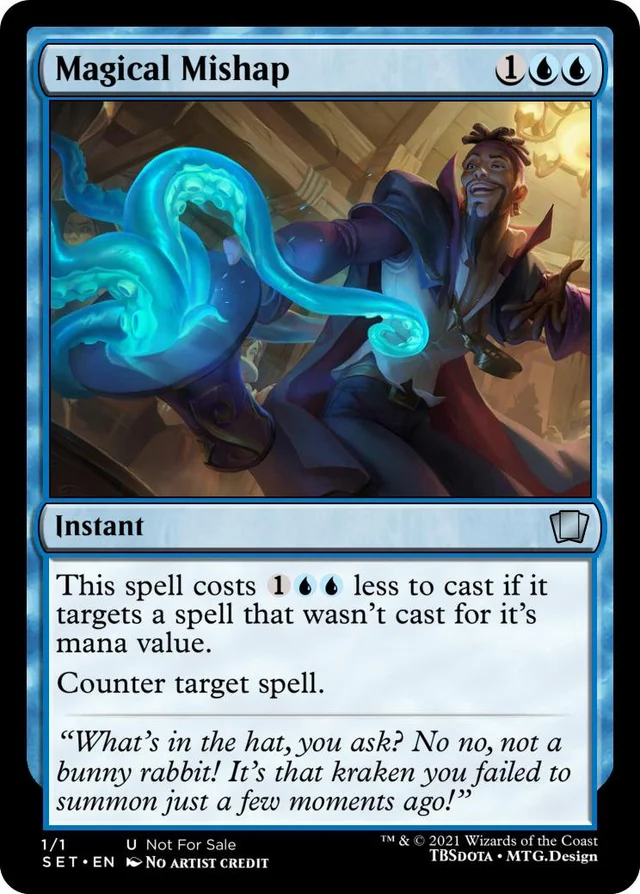 Magical Mishap 1
Instant
This spell costs 1 less to cast if it
targets a spell that wasn't cast for it's
mana value.
Counter target spell.
“What's in the hat, you ask? No no, not a
bunny rabbit! It's that kraken you failed to
summon just a few moments ago!”
1/1 U Not For Sale ™ & © 2021 Wizards of the Coast
SET • EN No artist credit TBSdota • MTG.Design